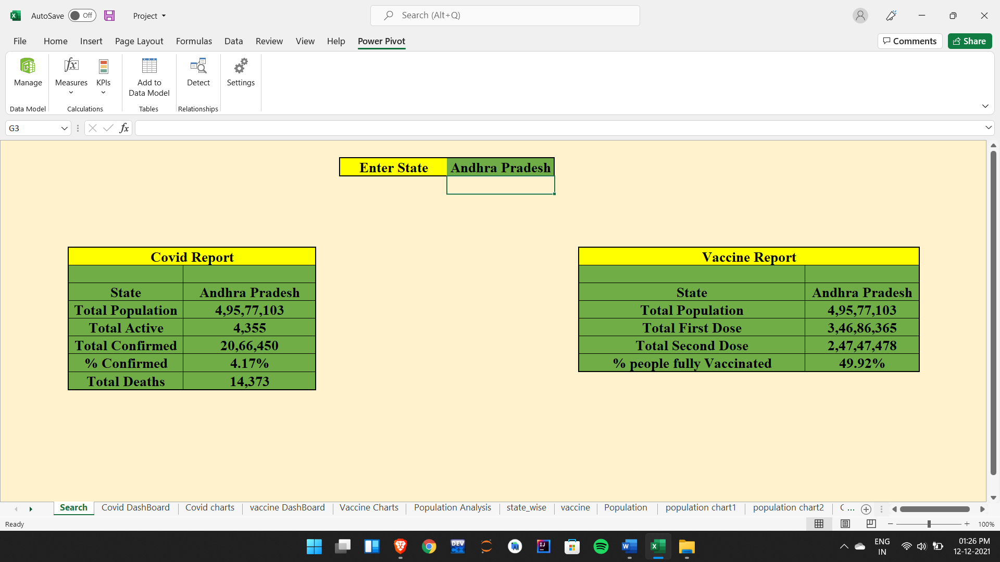 AutoSave Off Project
Search (Alt+Q)
File Home Insert Page Layout Formulas Data Review View Help Power Pivot
Comments Share
Manage Measures KPIs Add to Data Model Detect Settings
Data Model Calculations Tables Relationships
G3 fx
Enter State Andhra Pradesh
Covid Report
State Andhra Pradesh
Total Population 4,95,77,103
Total Active 4,355
Total Confirmed 20,66,450
% Confirmed 4.17%
Total Deaths 14,373
Vaccine Report
State Andhra Pradesh
Total Population 4,95,77,103
Total First Dose 3,46,86,365
Total Second Dose 2,47,47,478
% people fully Vaccinated 49.92%
Search Covid DashBoard Covid charts vaccine DashBoard Vaccine Charts Population Analysis state_wise vaccine Population population chart1 population chart2 ...
Ready 100%
DEV
IJ
W
X
ENG
IN
01:26 PM
12-12-2021